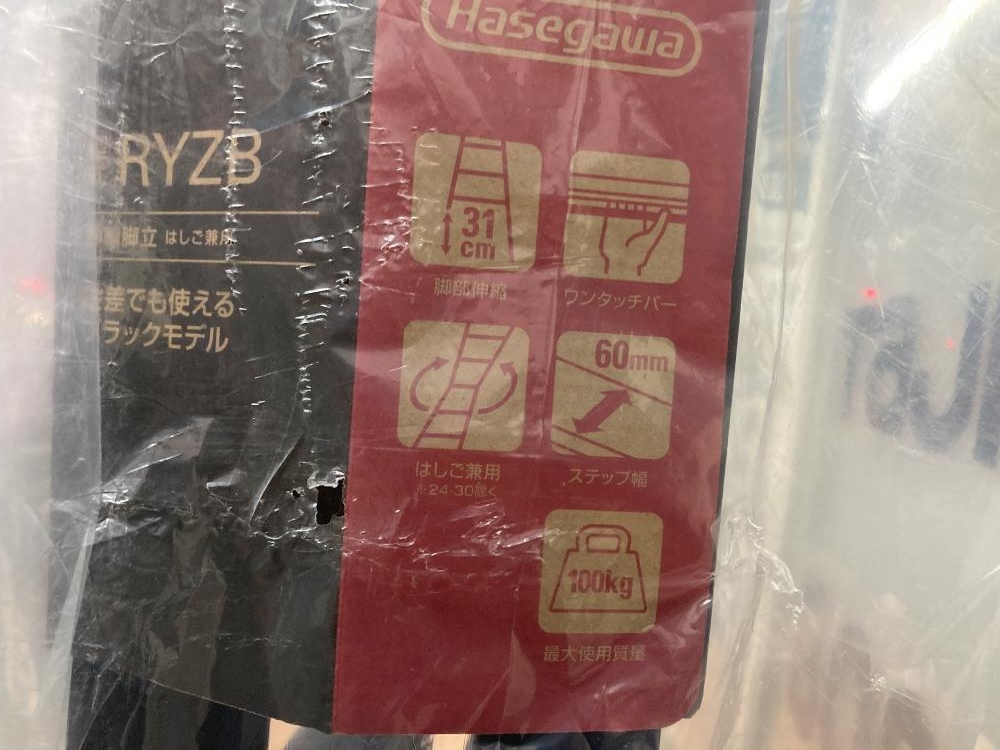 Hasegawa
RYZB
脚立 はしご兼用
差でも使える
ラックモデル
31
cm
脚部伸縮
ワンタッチバー
はしご兼用
※24-30除く
60mm
ステップ幅
100kg
最大使用質量